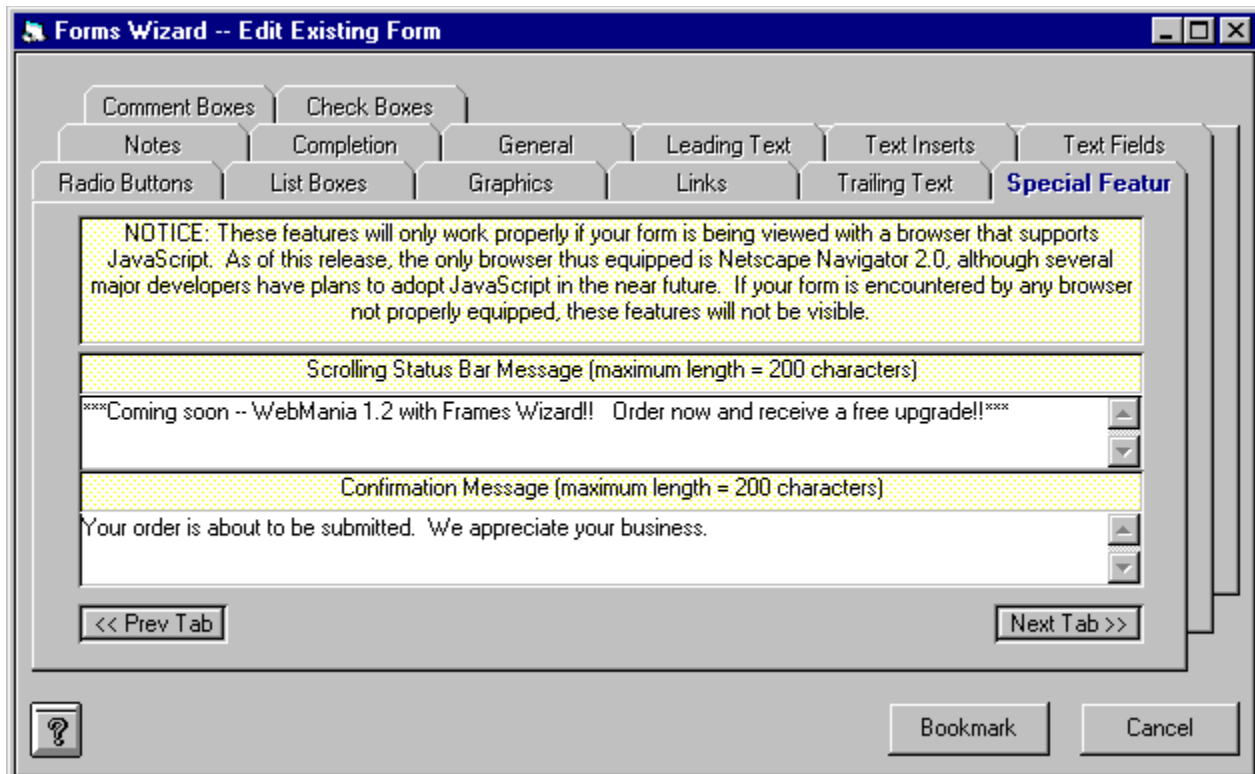 Forms Wizard -- Edit Existing Form
Comment Boxes Check Boxes
Notes Completion General Leading Text Text Inserts Text Fields
Radio Buttons List Boxes Graphics Links Trailing Text Special Featur
NOTICE: These features will only work properly if your form is being viewed with a browser that supports
JavaScript.  As of this release, the only browser thus equipped is Netscape Navigator 2.0, although several
major developers have plans to adopt JavaScript in the near future.  If your form is encountered by any browser
not properly equipped, these features will not be visible.
Scrolling Status Bar Message (maximum length = 200 characters)
***Coming soon -- WebMania 1.2 with Frames Wizard!!   Order now and receive a free upgrade!!***
Confirmation Message (maximum length = 200 characters)
Your order is about to be submitted.  We appreciate your business.
<< Prev Tab Next Tab >>
? Bookmark Cancel